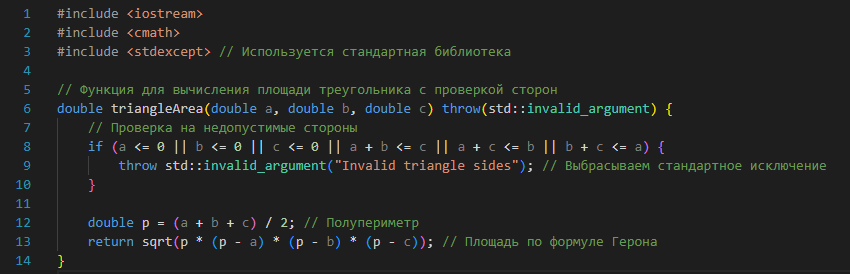 1 #include <iostream>
2 #include <cmath>
3 #include <stdexcept> // Используется стандартная библиотека
4
5 // Функция для вычисления площади треугольника с проверкой сторон
6 double triangleArea(double a, double b, double c) throw(std::invalid_argument) {
7 // Проверка на недопустимые стороны
8 if (a <= 0 || b <= 0 || c <= 0 || a + b <= c || a + c <= b || b + c <= a) {
9 throw std::invalid_argument("Invalid triangle sides"); // Выбрасываем стандартное исключение
10 }
11
12 double p = (a + b + c) / 2; // Полупериметр
13 return sqrt(p * (p - a) * (p - b) * (p - c)); // Площадь по формуле Герона
14 }